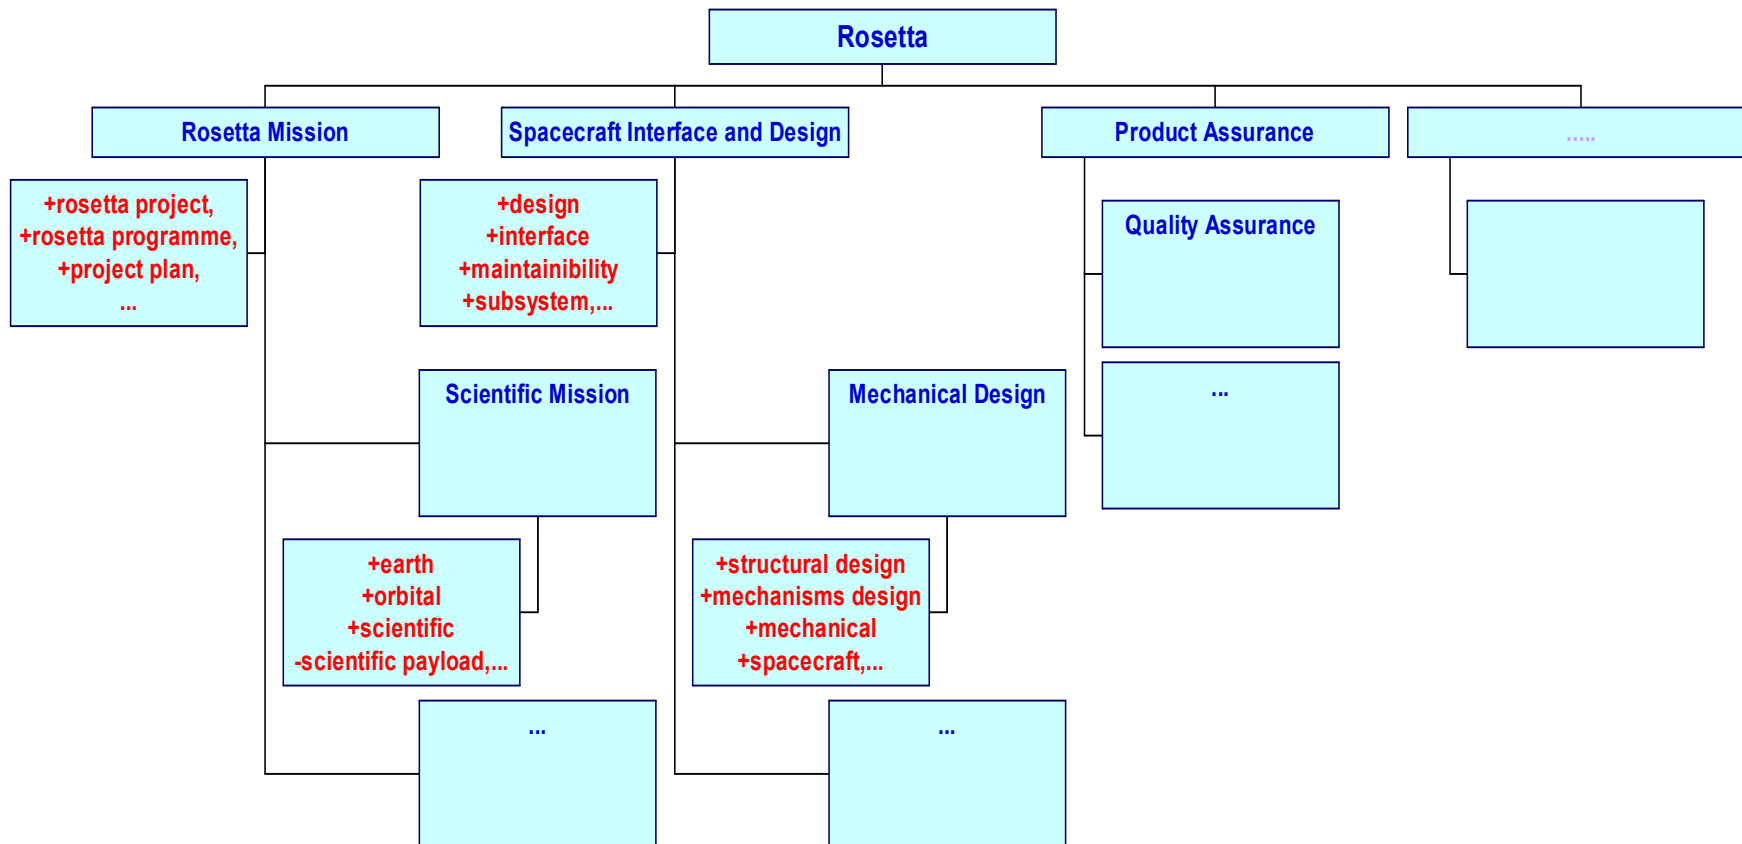 Rosetta
Rosetta Mission
Spacecraft Interface and Design
Product Assurance
.....
+rosetta project,
+rosetta programme,
+project plan,
...
+design
+interface
+maintainibility
+subsystem,...
Quality Assurance
Scientific Mission
Mechanical Design
...
+earth
+orbital
+scientific
-scientific payload,...
+structural design
+mechanisms design
+mechanical
+spacecraft,...
...
...